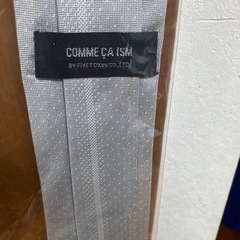 COMME ÇA ISM
BY FIVE FOXes CO., LTD.